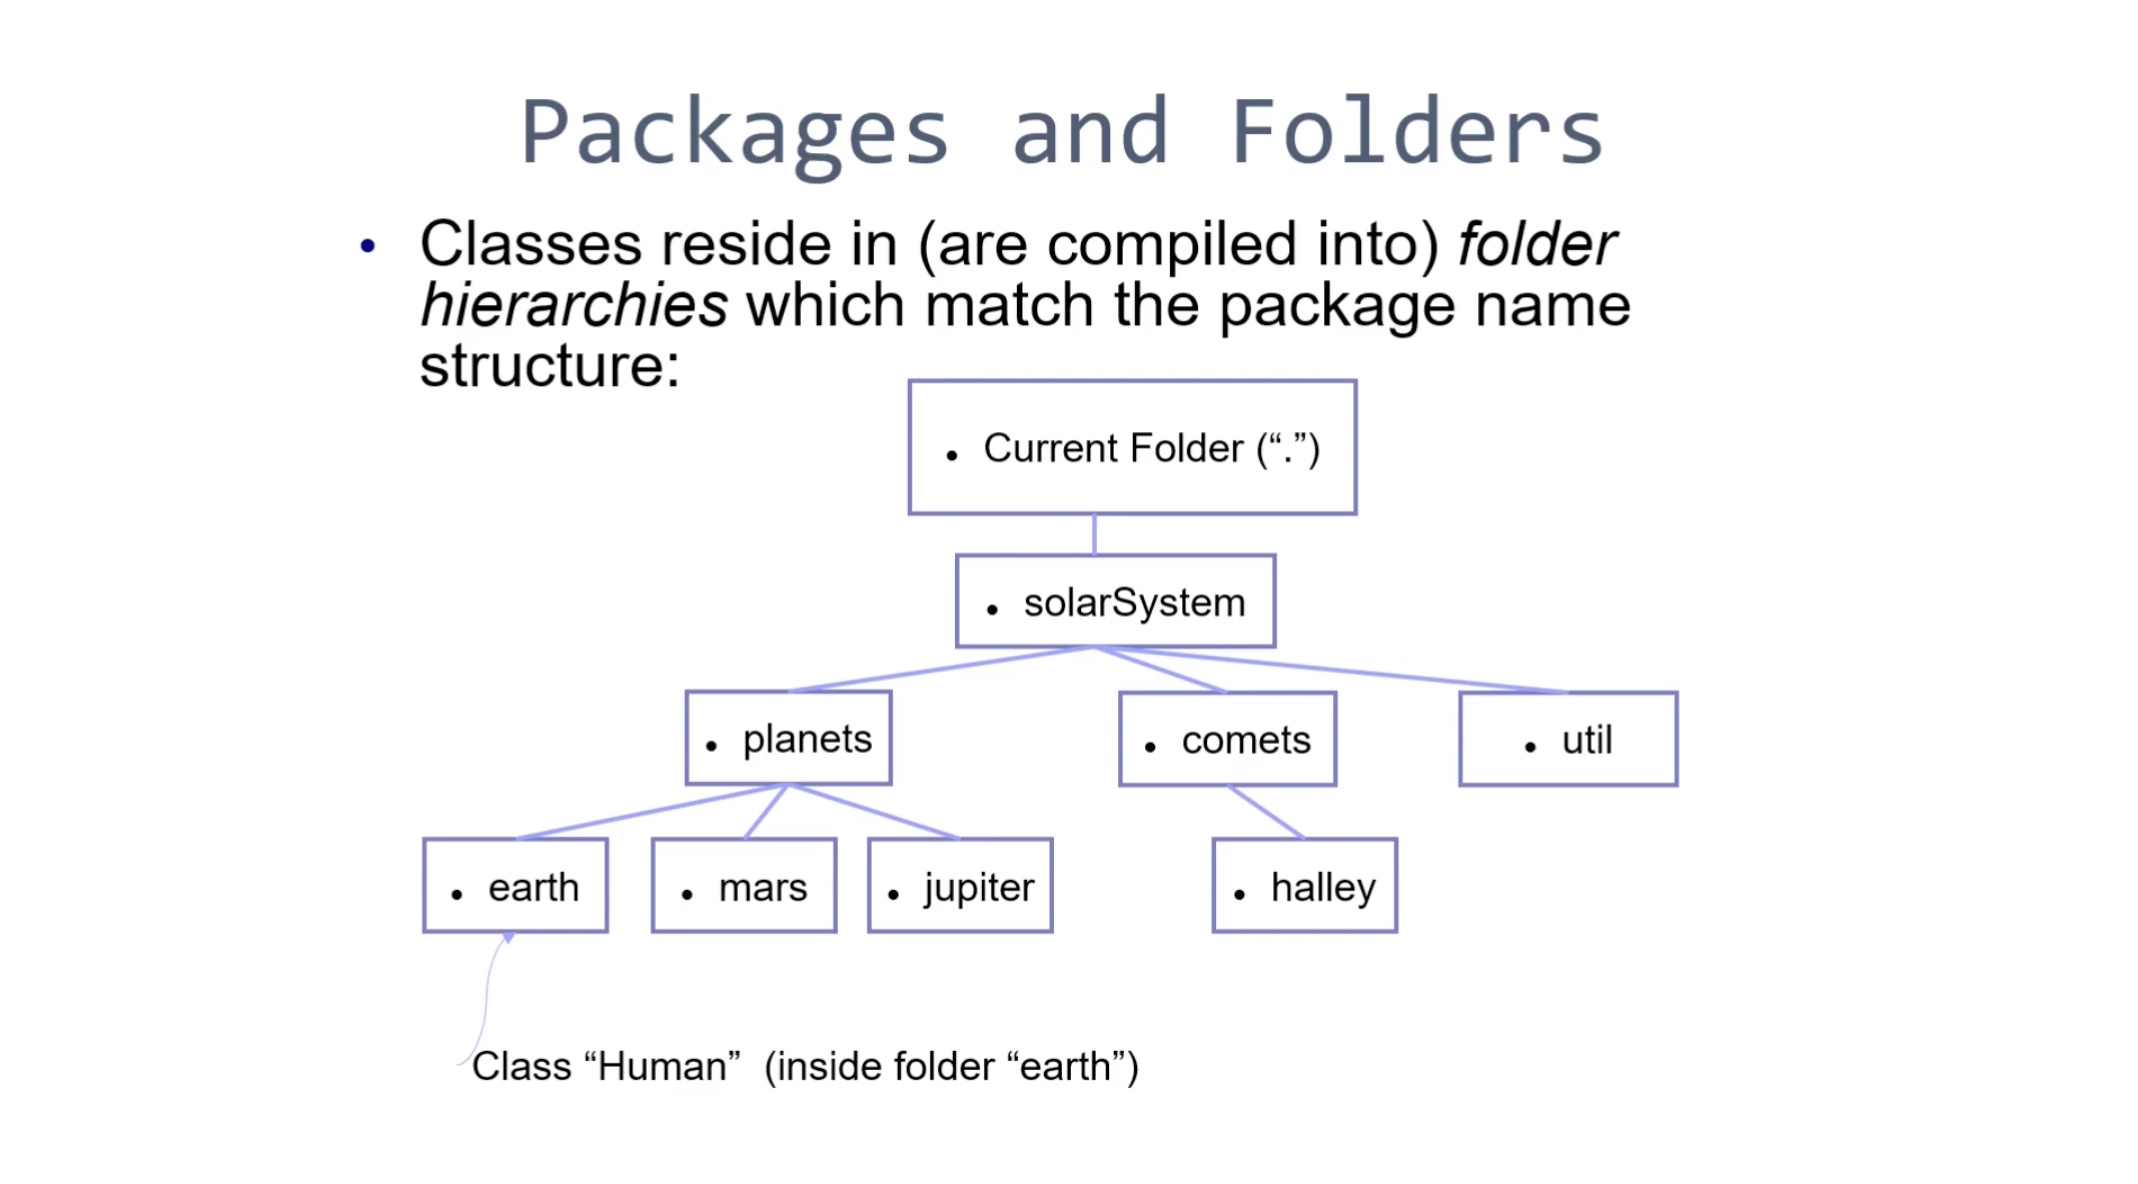 Packages and Folders
• Classes reside in (are compiled into) folder
hierarchies which match the package name
structure:
• Current Folder (“.”)
• solarSystem
• planets
• comets
• util
• earth
• mars
• jupiter
• halley
Class “Human”  (inside folder “earth”)